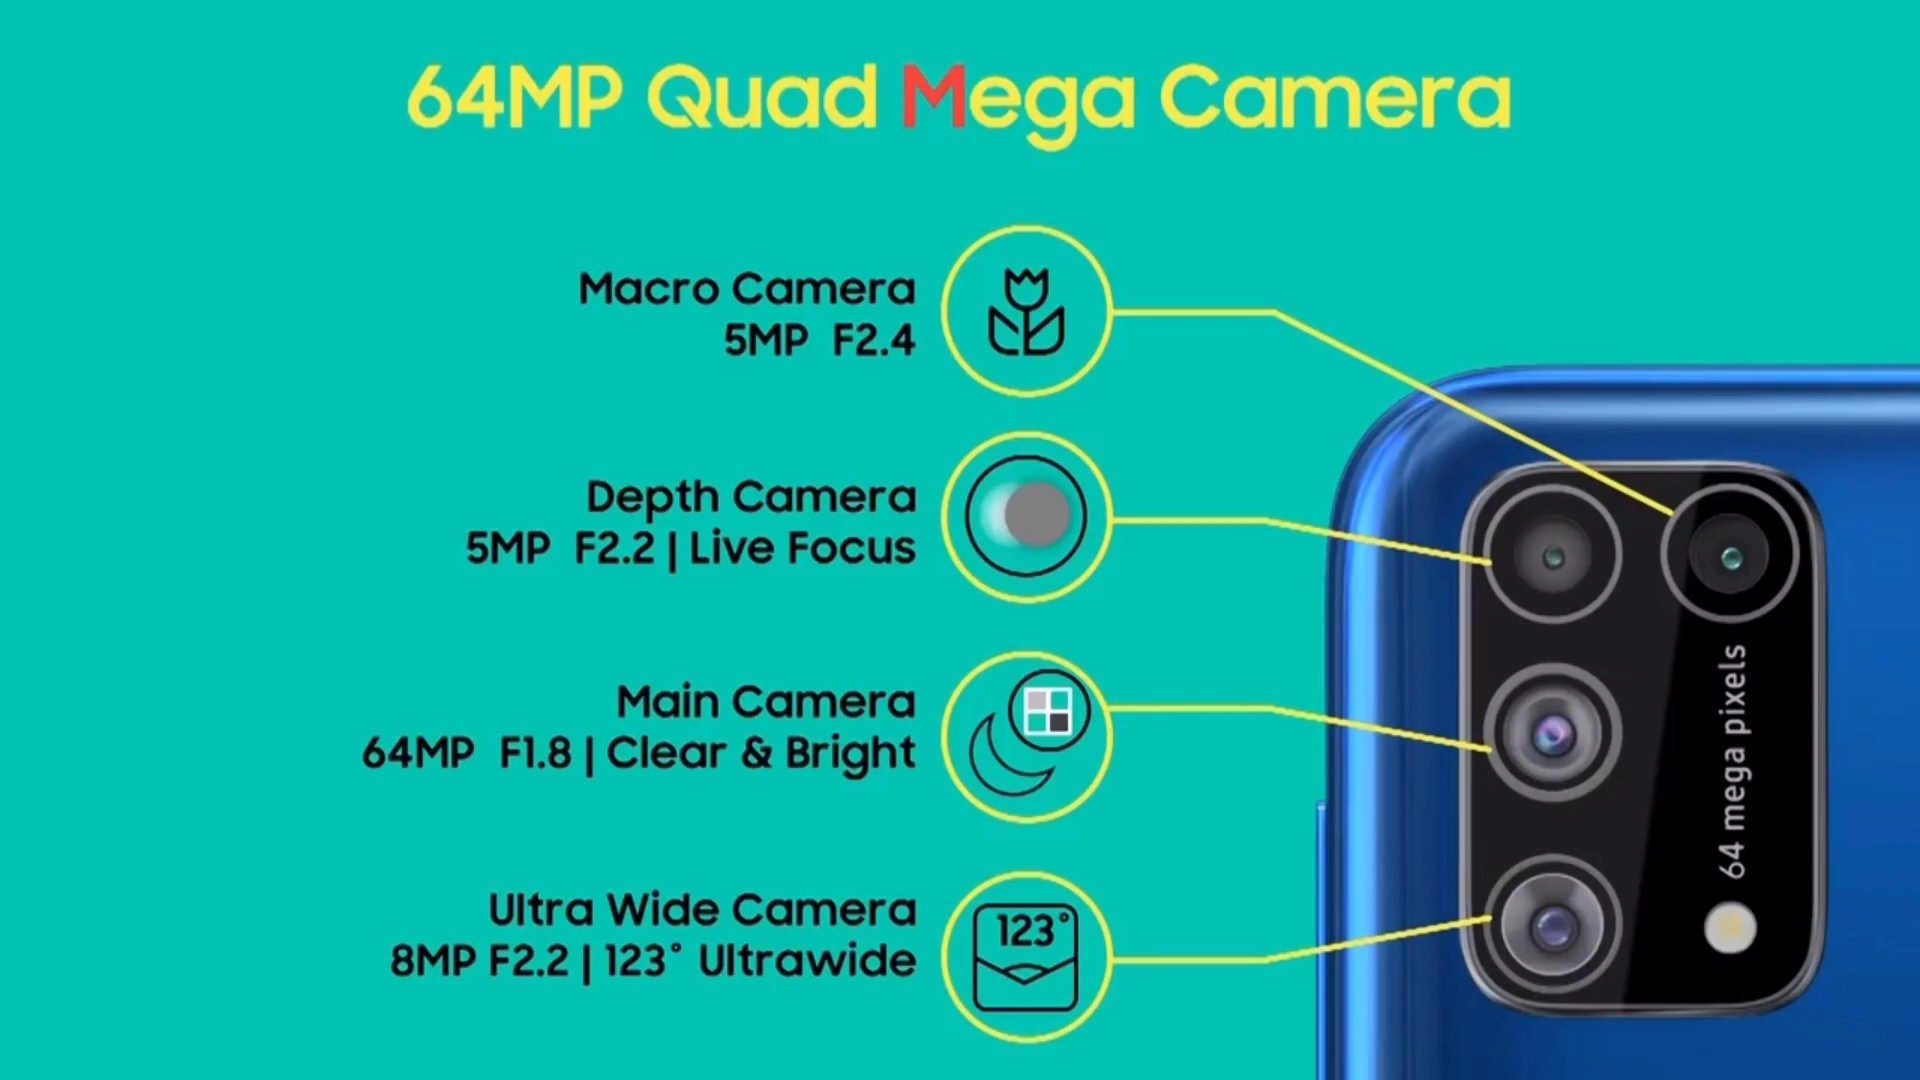 64MP Quad Mega Camera
Macro Camera
5MP F2.4
Depth Camera
5MP F2.2 | Live Focus
Main Camera
64MP F1.8 | Clear & Bright
Ultra Wide Camera
8MP F2.2 | 123° Ultrawide
123°
64 mega pixels